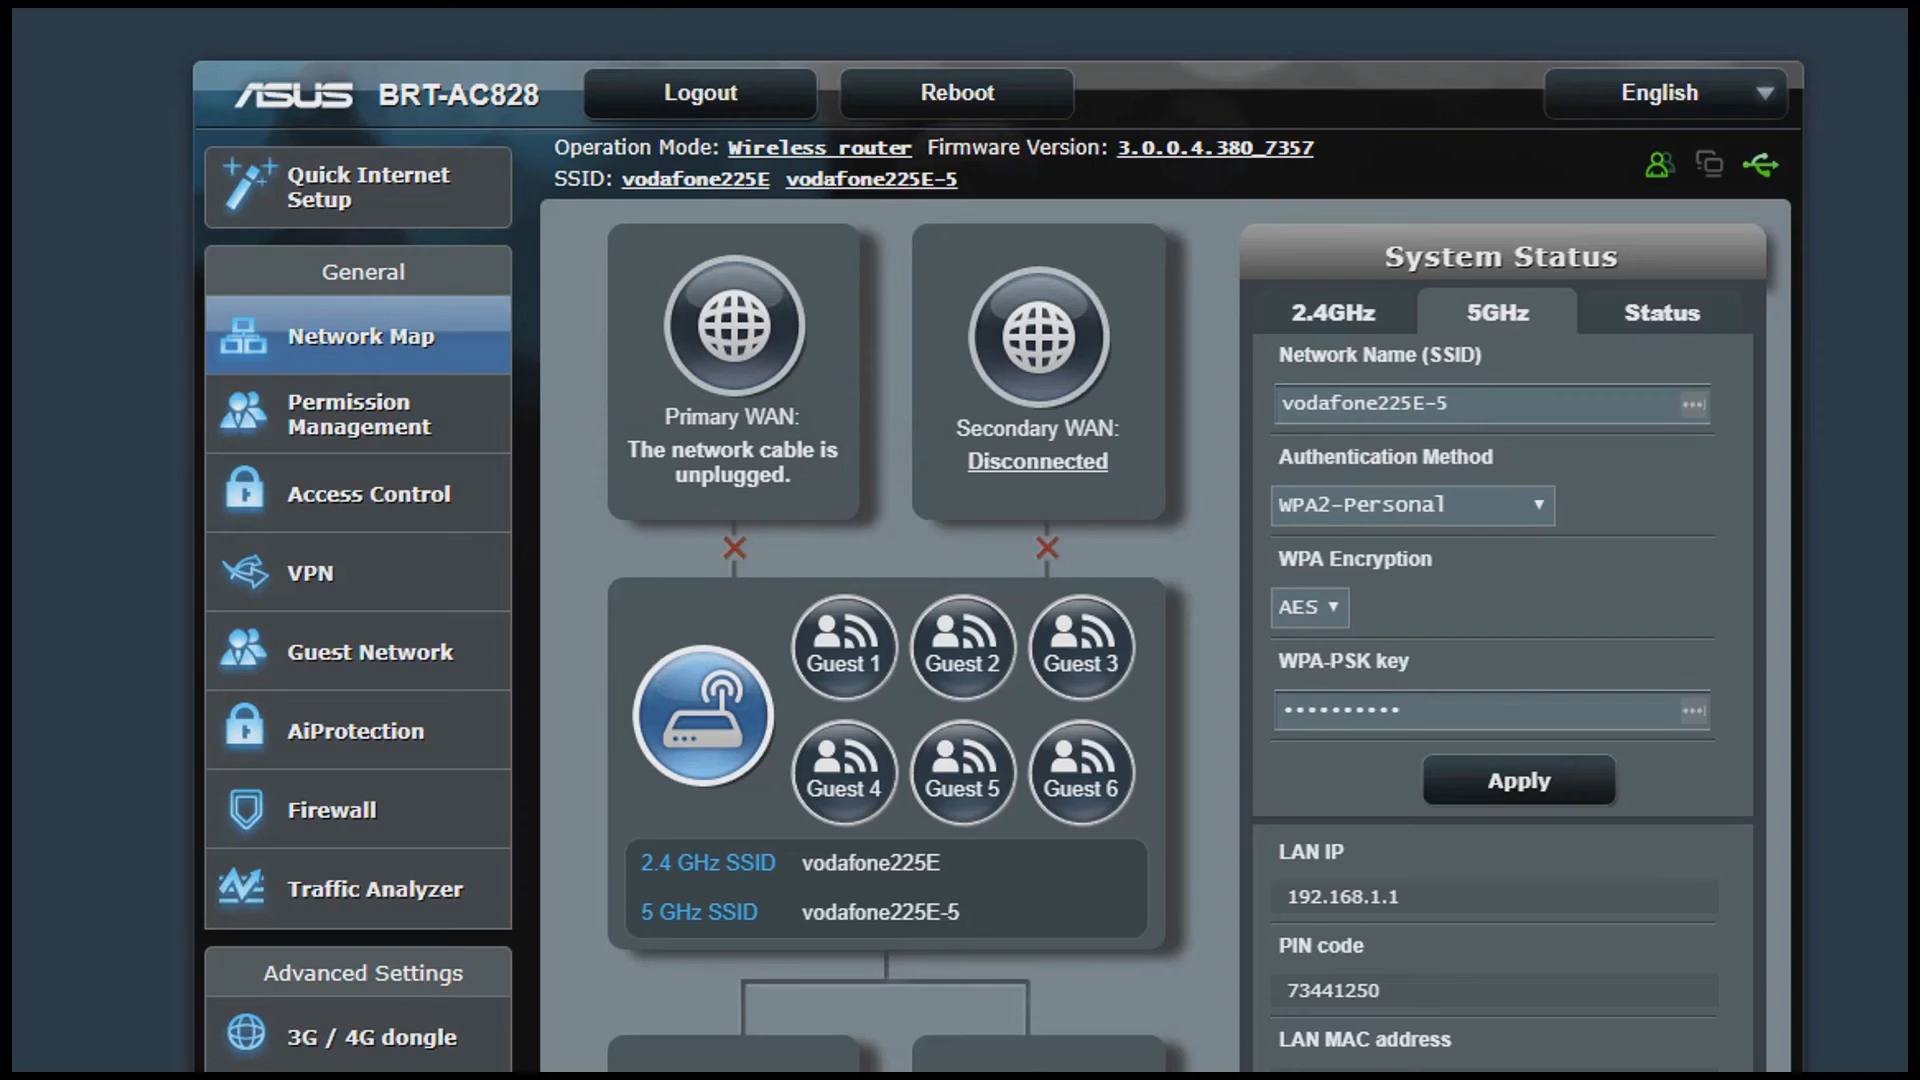 ASUS BRT-AC828 Logout Reboot English
Operation Mode: Wireless router Firmware Version: 3.0.0.4.380_7357
SSID: vodafone225E vodafone225E-5
Quick Internet
Setup
General
Network Map
Permission
Management
Access Control
VPN
Guest Network
AiProtection
Firewall
Traffic Analyzer
Advanced Settings
3G / 4G dongle
Primary WAN:
The network cable is
unplugged.
Secondary WAN:
Disconnected
Guest 1 Guest 2 Guest 3
Guest 4 Guest 5 Guest 6
2.4 GHz SSID vodafone225E
5 GHz SSID vodafone225E-5
System Status
2.4GHz 5GHz Status
Network Name (SSID)
vodafone225E-5
Authentication Method
WPA2-Personal
WPA Encryption
AES
WPA-PSK key
••••••••••
Apply
LAN IP
192.168.1.1
PIN code
73441250
LAN MAC address